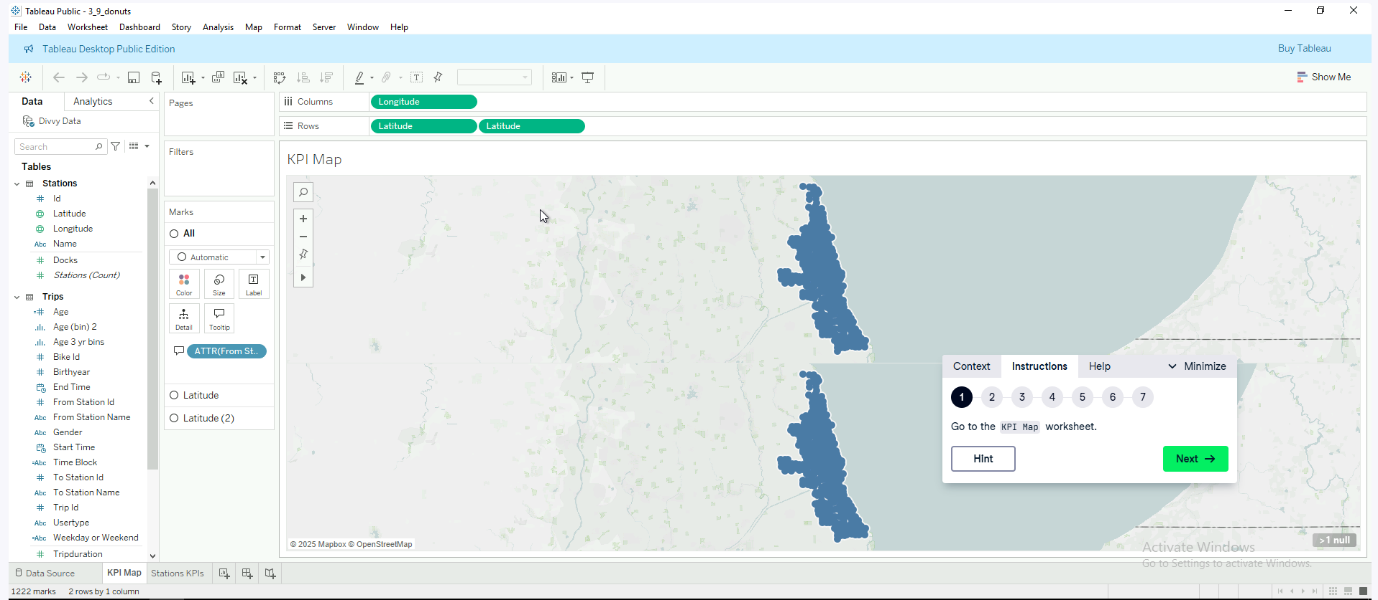 Tableau Public - 3_9_donuts
File Data Worksheet Dashboard Story Analysis Map Format Server Window Help
Tableau Desktop Public Edition
Buy Tableau
Show Me
Data Analytics
Divvy Data
Search
Tables
Stations
# Id
Latitude
Longitude
Abc Name
# Docks
# Stations (Count)
Trips
# Age
Age (bin) 2
Age 3 yr bins
# Bike Id
# Birthyear
End Time
# From Station Id
Abc From Station Name
Abc Gender
Start Time
Abc Time Block
# To Station Id
Abc To Station Name
# Trip Id
Abc Usertype
Abc Weekday or Weekend
# Tripduration
Pages
Filters
Marks
All
Automatic
Color Size Label
Detail Tooltip
ATTR(From St..
Latitude
Latitude (2)
Columns Longitude
Rows Latitude Latitude
KPI Map
© 2025 Mapbox © OpenStreetMap
Context Instructions Help Minimize
1 2 3 4 5 6 7
Go to the KPI Map worksheet.
Hint
Next →
>1 null
Activate Windows
Go to Settings to activate Windows.
Data Source KPI Map Stations KPIs
1222 marks 2 rows by 1 column